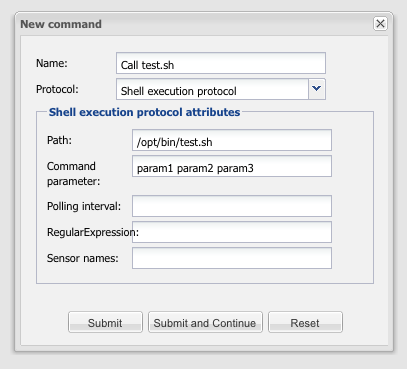 New command
Name: Call test.sh
Protocol: Shell execution protocol
Shell execution protocol attributes
Path: /opt/bin/test.sh
Command
parameter: param1 param2 param3
Polling interval:
RegularExpression:
Sensor names:
Submit Submit and Continue Reset